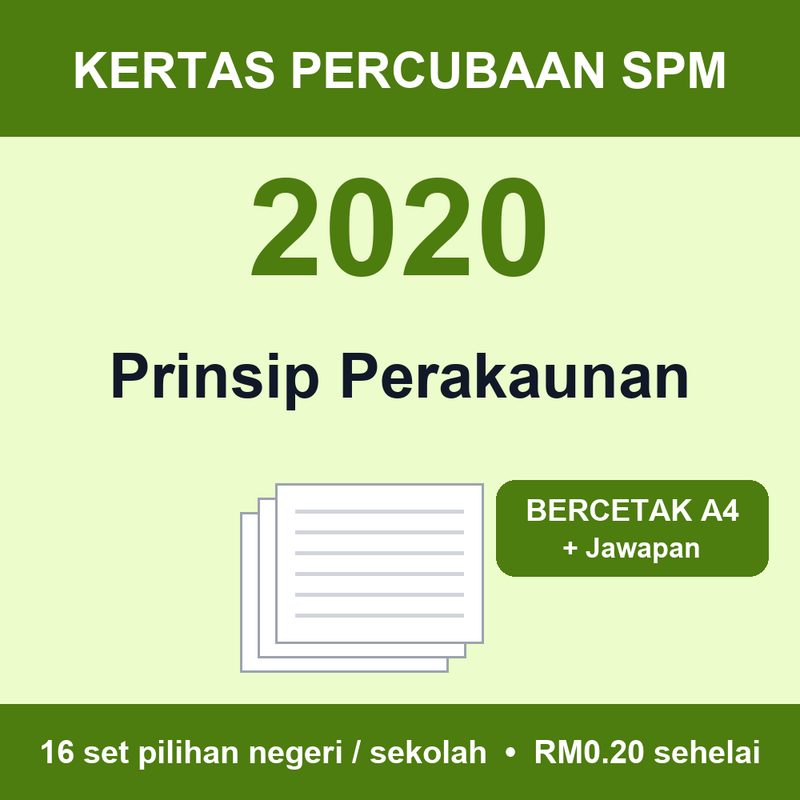 KERTAS PERCUBAAN SPM
2020
Prinsip Perakaunan
BERCETAK A4
+ Jawapan
16 set pilihan negeri / sekolah • RM0.20 sehelai